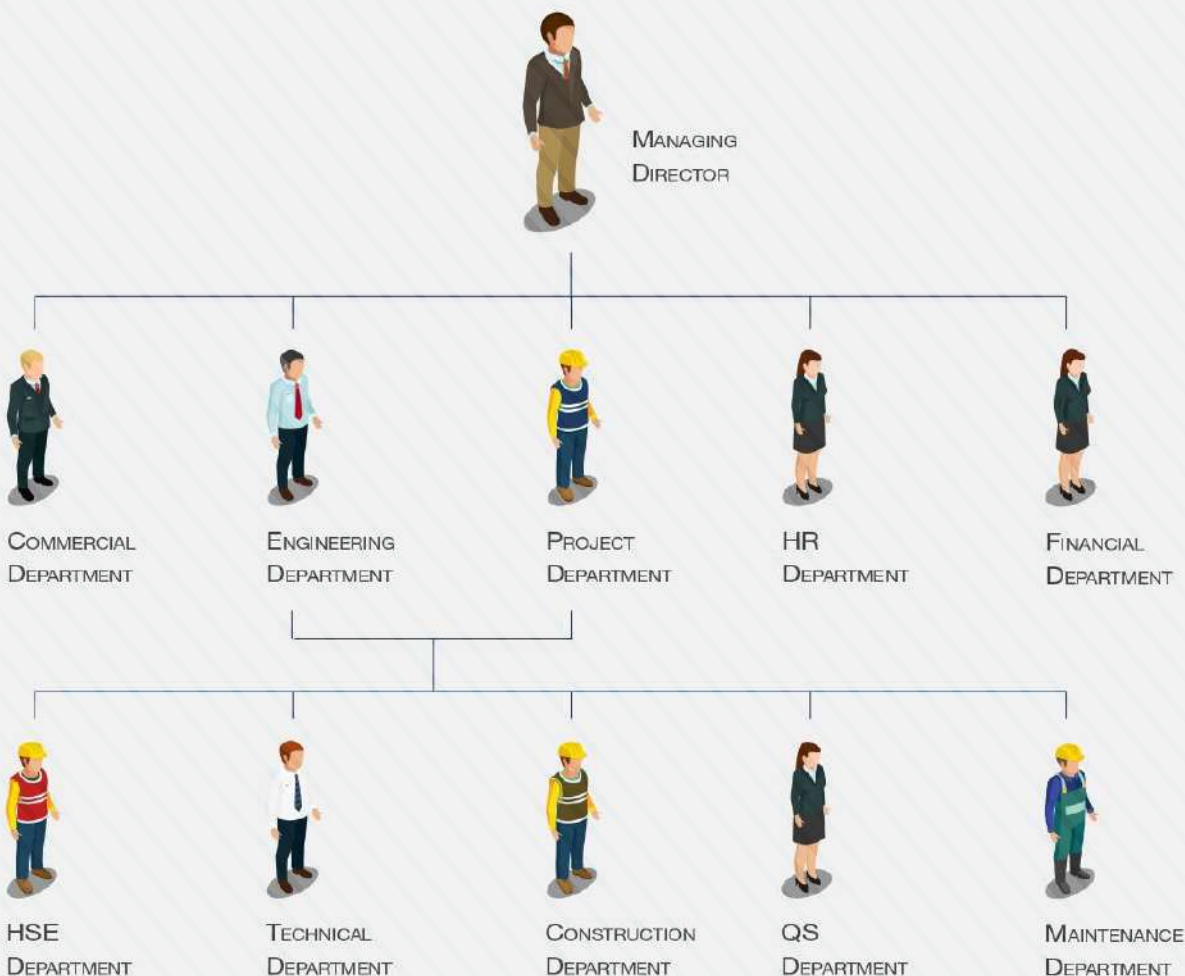 MANAGING
DIRECTOR
COMMERCIAL
DEPARTMENT
ENGINEERING
DEPARTMENT
PROJECT
DEPARTMENT
HR
DEPARTMENT
FINANCIAL
DEPARTMENT
HSE
DEPARTMENT
TECHNICAL
DEPARTMENT
CONSTRUCTION
DEPARTMENT
QS
DEPARTMENT
MAINTENANCE
DEPARTMENT